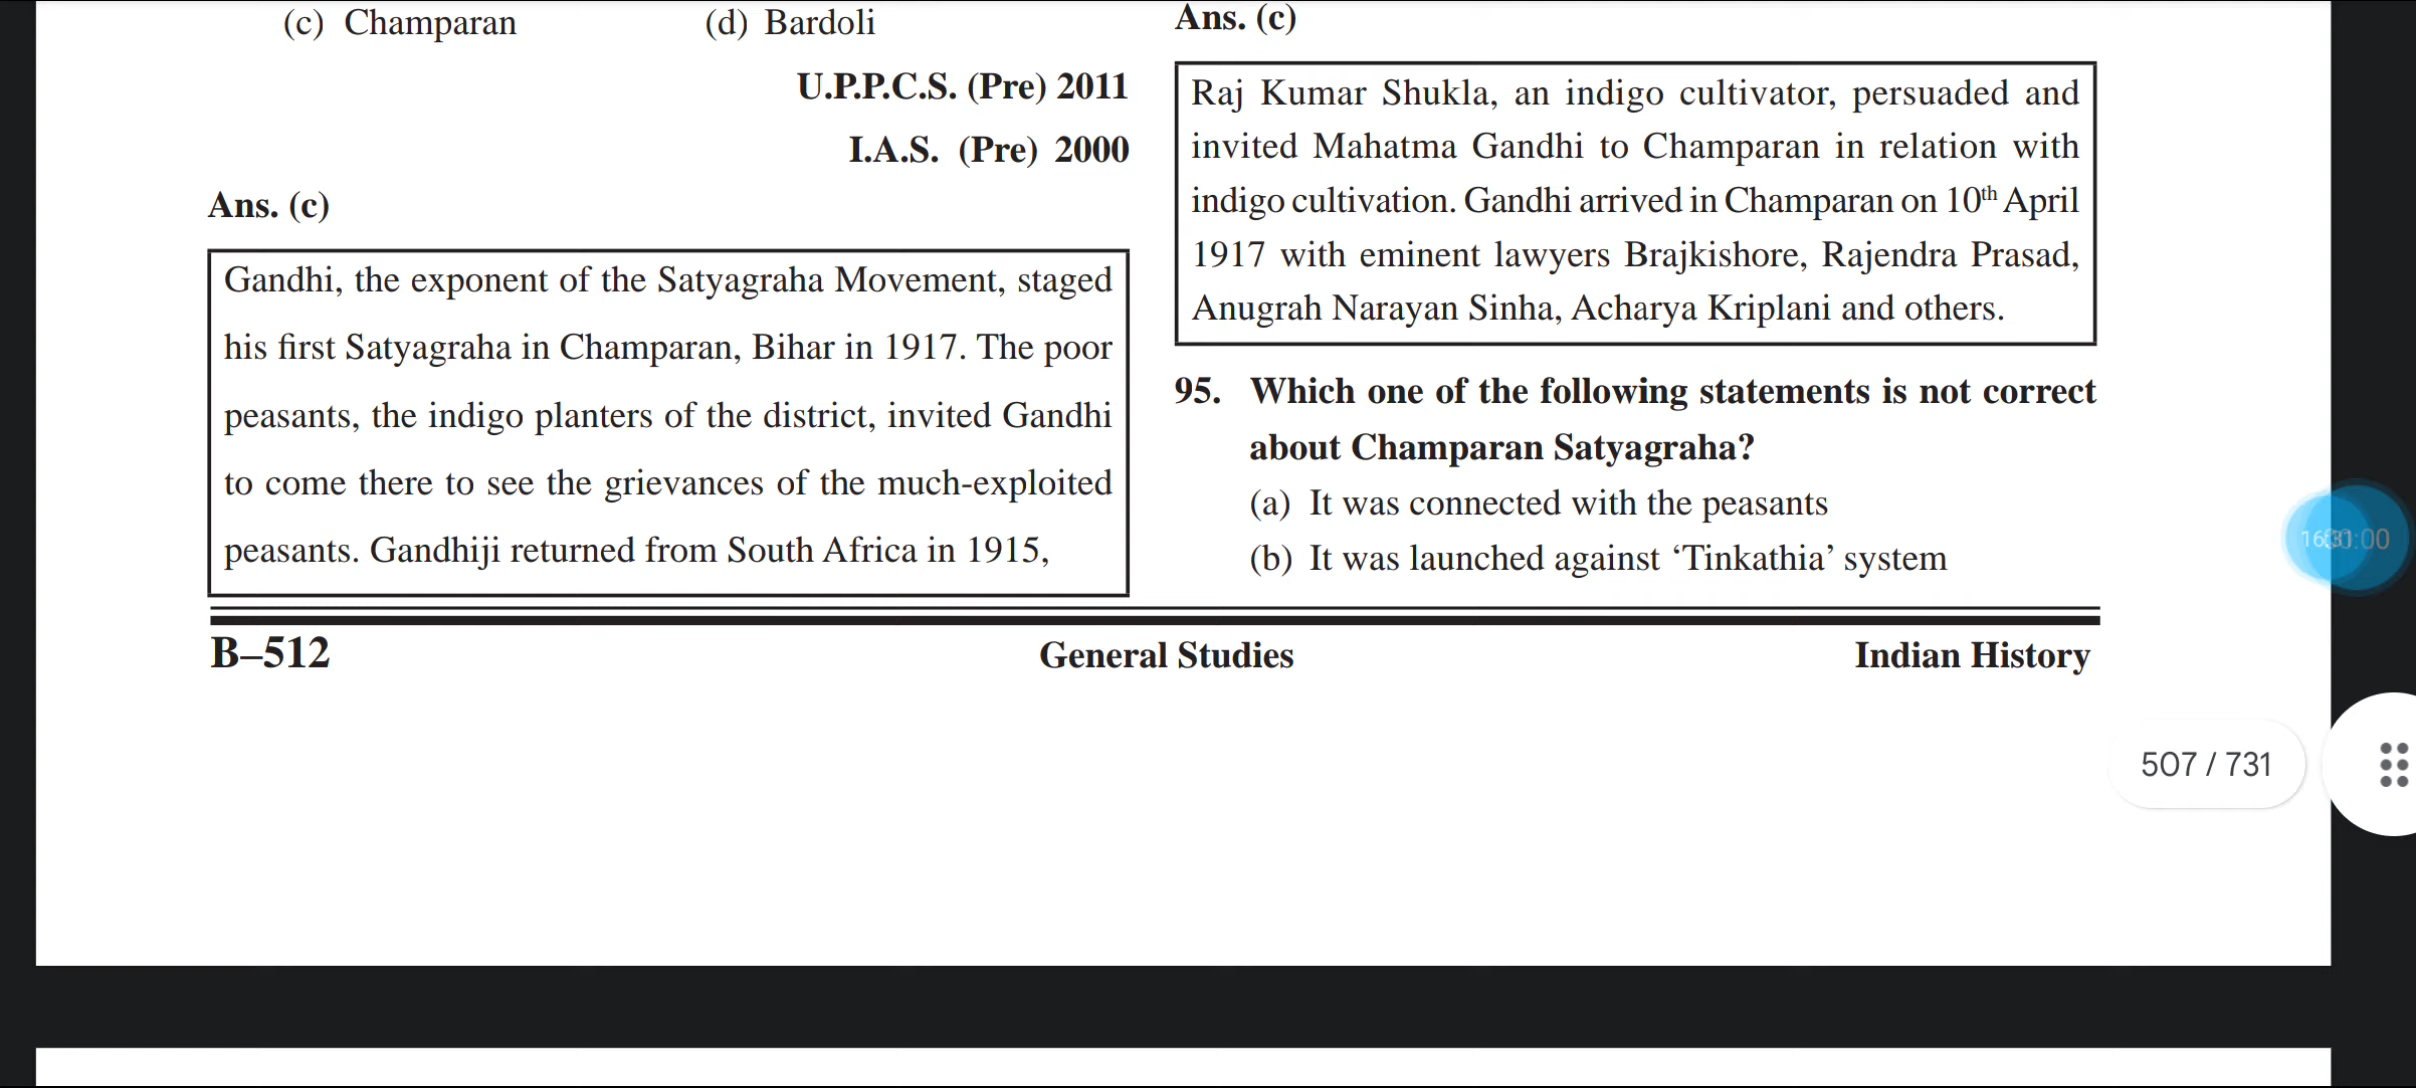 (c) Champaran (d) Bardoli
U.P.P.C.S. (Pre) 2011
I.A.S. (Pre) 2000
Ans. (c)
Gandhi, the exponent of the Satyagraha Movement, staged
his first Satyagraha in Champaran, Bihar in 1917. The poor
peasants, the indigo planters of the district, invited Gandhi
to come there to see the grievances of the much-exploited
peasants. Gandhiji returned from South Africa in 1915,
Ans. (c)
Raj Kumar Shukla, an indigo cultivator, persuaded and
invited Mahatma Gandhi to Champaran in relation with
indigo cultivation. Gandhi arrived in Champaran on 10th April
1917 with eminent lawyers Brajkishore, Rajendra Prasad,
Anugrah Narayan Sinha, Acharya Kriplani and others.
95. Which one of the following statements is not correct
about Champaran Satyagraha?
(a) It was connected with the peasants
(b) It was launched against ‘Tinkathia’ system
B–512 General Studies Indian History
507 / 731